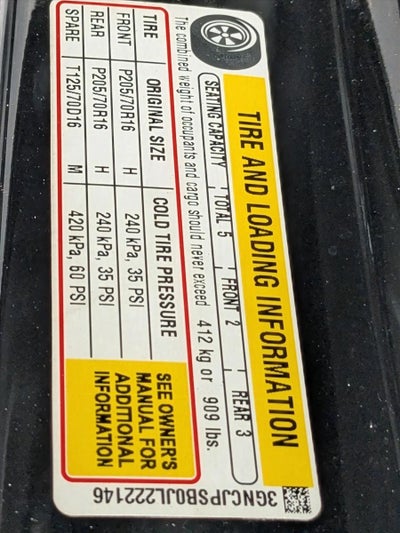 TIRE AND LOADING INFORMATION
SEATING CAPACITY TOTAL 5 FRONT 2 REAR 3
The combined weight of occupants and cargo should never exceed 412 kg or 909 lbs.
TIRE ORIGINAL SIZE COLD TIRE PRESSURE
FRONT P205/70R16 H 240 kPa, 35 PSI
REAR P205/70R16 H 240 kPa, 35 PSI
SPARE T125/70D16 M 420 kPa, 60 PSI
SEE OWNER'S
MANUAL FOR
ADDITIONAL
INFORMATION
3GNCJPSB0JL222146